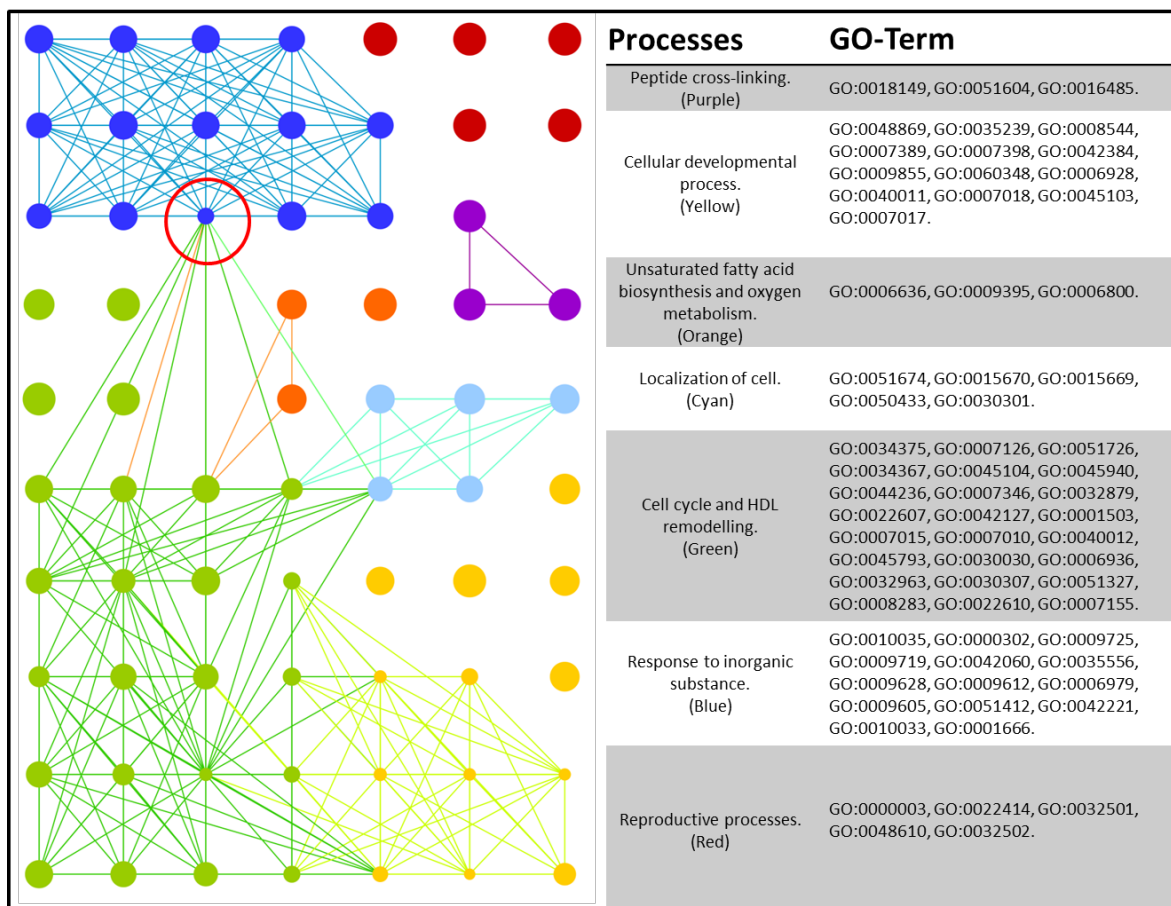 Processes GO-Term
Peptide cross-linking.
(Purple)
GO:0018149, GO:0051604, GO:0016485.
Cellular developmental
process.
(Yellow)
GO:0048869, GO:0035239, GO:0008544,
GO:0007389, GO:0007398, GO:0042384,
GO:0009855, GO:0060348, GO:0006928,
GO:0040011, GO:0007018, GO:0045103,
GO:0007017.
Unsaturated fatty acid
biosynthesis and oxygen
metabolism.
(Orange)
GO:0006636, GO:0009395, GO:0006800.
Localization of cell.
(Cyan)
GO:0051674, GO:0015670, GO:0015669,
GO:0050433, GO:0030301.
Cell cycle and HDL
remodelling.
(Green)
GO:0034375, GO:0007126, GO:0051726,
GO:0034367, GO:0045104, GO:0045940,
GO:0044236, GO:0007346, GO:0032879,
GO:0022607, GO:0042127, GO:0001503,
GO:0007015, GO:0007010, GO:0040012,
GO:0045793, GO:0030030, GO:0006936,
GO:0032963, GO:0030307, GO:0051327,
GO:0008283, GO:0022610, GO:0007155.
Response to inorganic
substance.
(Blue)
GO:0010035, GO:0000302, GO:0009725,
GO:0009719, GO:0042060, GO:0035556,
GO:0009628, GO:0009612, GO:0006979,
GO:0009605, GO:0051412, GO:0042221,
GO:0010033, GO:0001666.
Reproductive processes.
(Red)
GO:0000003, GO:0022414, GO:0032501,
GO:0048610, GO:0032502.